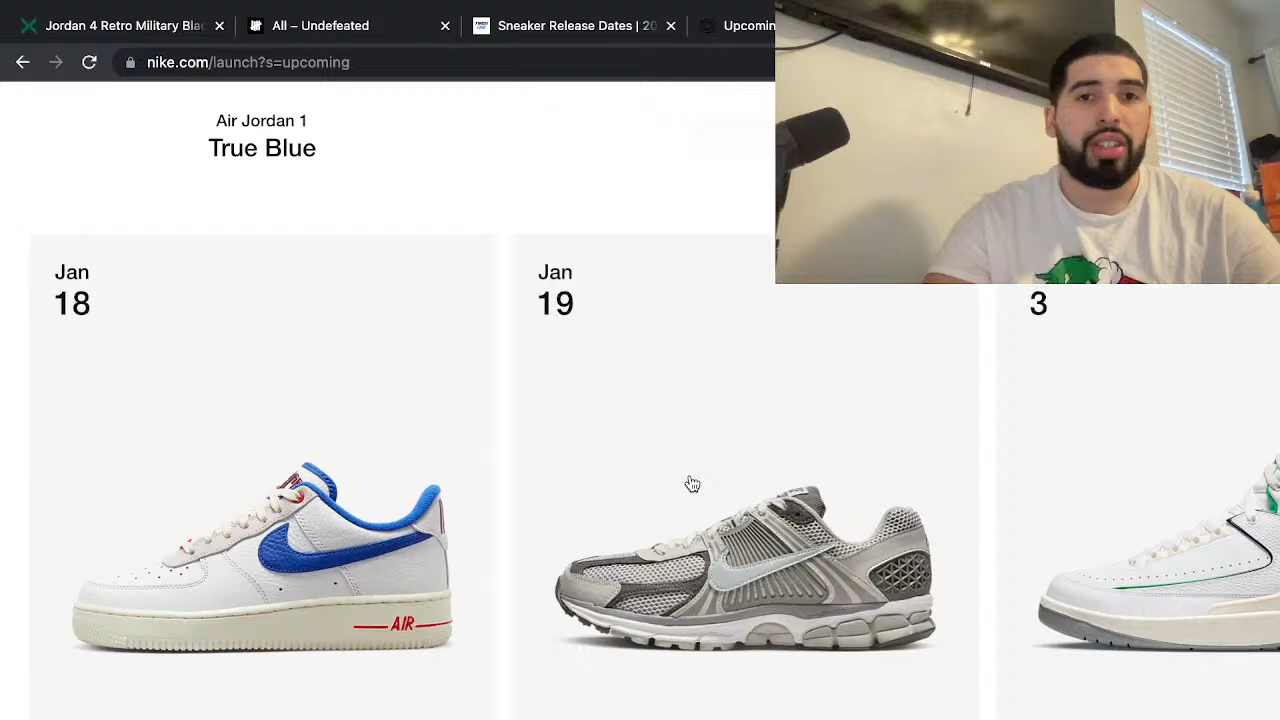 Jordan 4 Retro Military Bla
All – Undefeated
Sneaker Release Dates | 20
Upcomin
nike.com/launch?s=upcoming
Air Jordan 1
True Blue
Jan
18
Jan
19
3
AIR